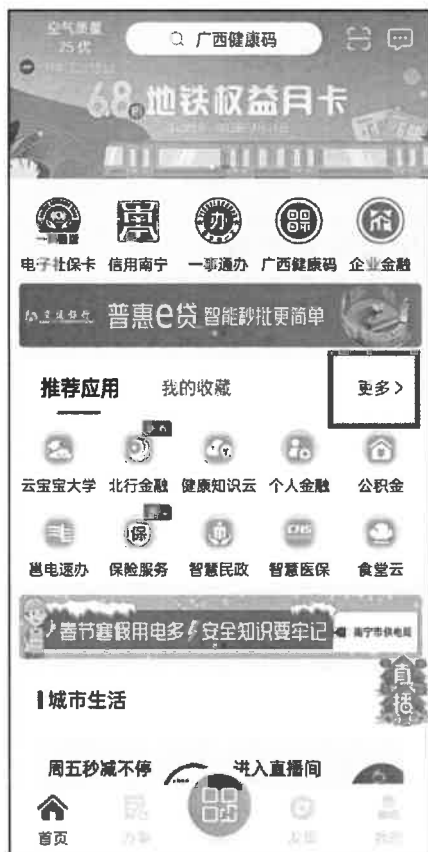 空气质量
25 优
广西健康码
6.8 地铁权益月卡
电子社保卡 信用南宁 一事通办 广西健康码 企业金融
交通银行 普惠e贷 智能秒批更简单
推荐应用 我的收藏 更多>
云宝宝大学 北行金融 健康知识云 个人金融 公积金
邕电速办 保险服务 智慧民政 智慧医保 食堂云
春节寒假用电多 安全知识要牢记 南宁市供电局
直播
城市生活
周五秒减不停 进入直播间
首页